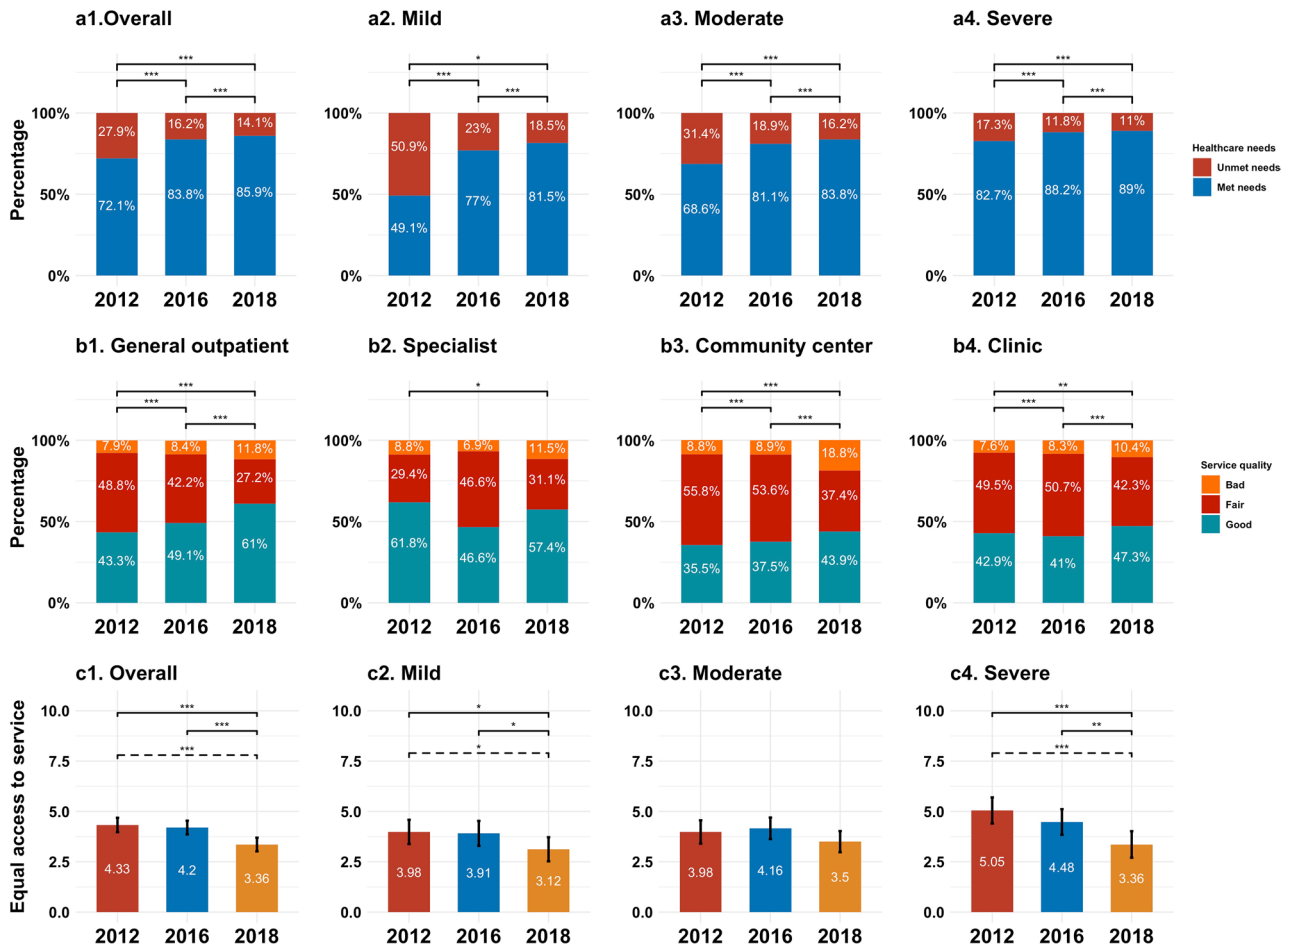 a1.Overall a2. Mild a3. Moderate a4. Severe
*** * *** ***
*** *** *** ***
*** *** *** ***
100% 100% 100% 100%
27.9% 16.2% 14.1% 50.9% 23% 18.5% 31.4% 18.9% 16.2% 17.3% 11.8% 11%
Percentage
50% 50% 50% 50%
72.1% 83.8% 85.9% 49.1% 77% 81.5% 68.6% 81.1% 83.8% 82.7% 88.2% 89%
0% 0% 0% 0%
2012 2016 2018 2012 2016 2018 2012 2016 2018 2012 2016 2018
Healthcare needs
Unmet needs
Met needs
b1. General outpatient b2. Specialist b3. Community center b4. Clinic
*** * *** **
*** *** ***
*** *** ***
100% 100% 100% 100%
7.9% 8.4% 11.8% 8.8% 6.9% 11.5% 8.8% 8.9% 18.8% 7.6% 8.3% 10.4%
48.8% 42.2% 27.2% 29.4% 46.6% 31.1% 55.8% 53.6% 37.4% 49.5% 50.7% 42.3%
Percentage
50% 50% 50% 50%
43.3% 49.1% 61% 61.8% 46.6% 57.4% 35.5% 37.5% 43.9% 42.9% 41% 47.3%
0% 0% 0% 0%
2012 2016 2018 2012 2016 2018 2012 2016 2018 2012 2016 2018
Service quality
Bad
Fair
Good
c1. Overall c2. Mild c3. Moderate c4. Severe
10.0 10.0 10.0 10.0
*** * ***
*** * **
*** * ***
7.5 7.5 7.5 7.5
Equal access to service
5.0 5.0 5.0 5.0
2.5 2.5 2.5 2.5
4.33 4.2 3.36 3.98 3.91 3.12 3.98 4.16 3.5 5.05 4.48 3.36
0.0 0.0 0.0 0.0
2012 2016 2018 2012 2016 2018 2012 2016 2018 2012 2016 2018